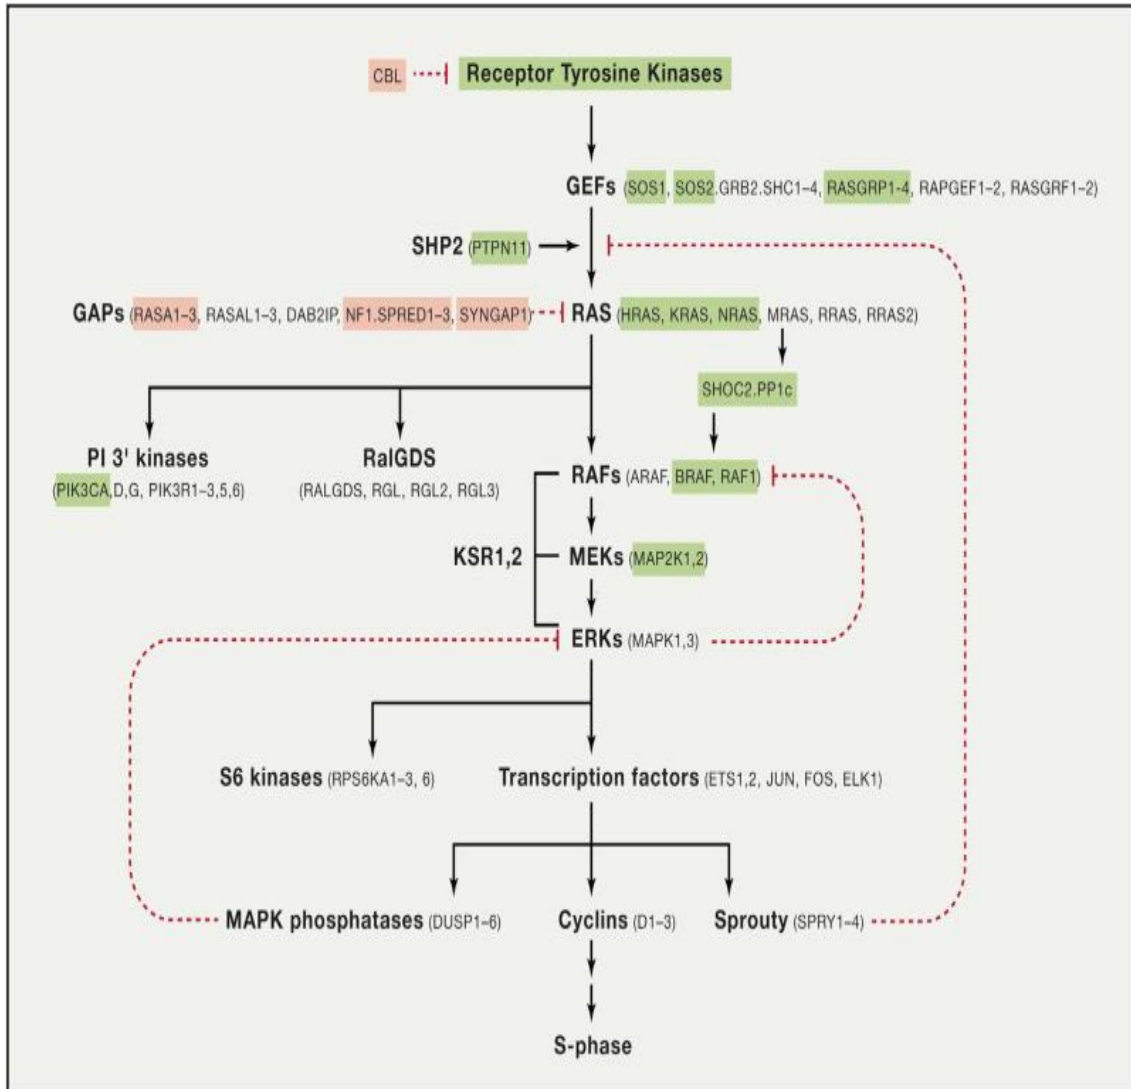 CBL
Receptor Tyrosine Kinases
GEFs (SOS1, SOS2.GRB2.SHC1–4, RASGRP1-4, RAPGEF1–2, RASGRF1–2)
SHP2 (PTPN11)
GAPs (RASA1–3, RASAL1–3, DAB2IP, NF1.SPRED1–3, SYNGAP1)
RAS (HRAS, KRAS, NRAS, MRAS, RRAS, RRAS2)
SHOC2.PP1c
PI 3' kinases
(PIK3CA,D,G, PIK3R1–3,5,6)
RalGDS
(RALGDS, RGL, RGL2, RGL3)
RAFs (ARAF, BRAF, RAF1)
KSR1,2
MEKs (MAP2K1,2)
ERKs (MAPK1,3)
S6 kinases (RPS6KA1–3, 6)
Transcription factors (ETS1,2, JUN, FOS, ELK1)
MAPK phosphatases (DUSP1–6)
Cyclins (D1–3)
Sprouty (SPRY1–4)
S-phase